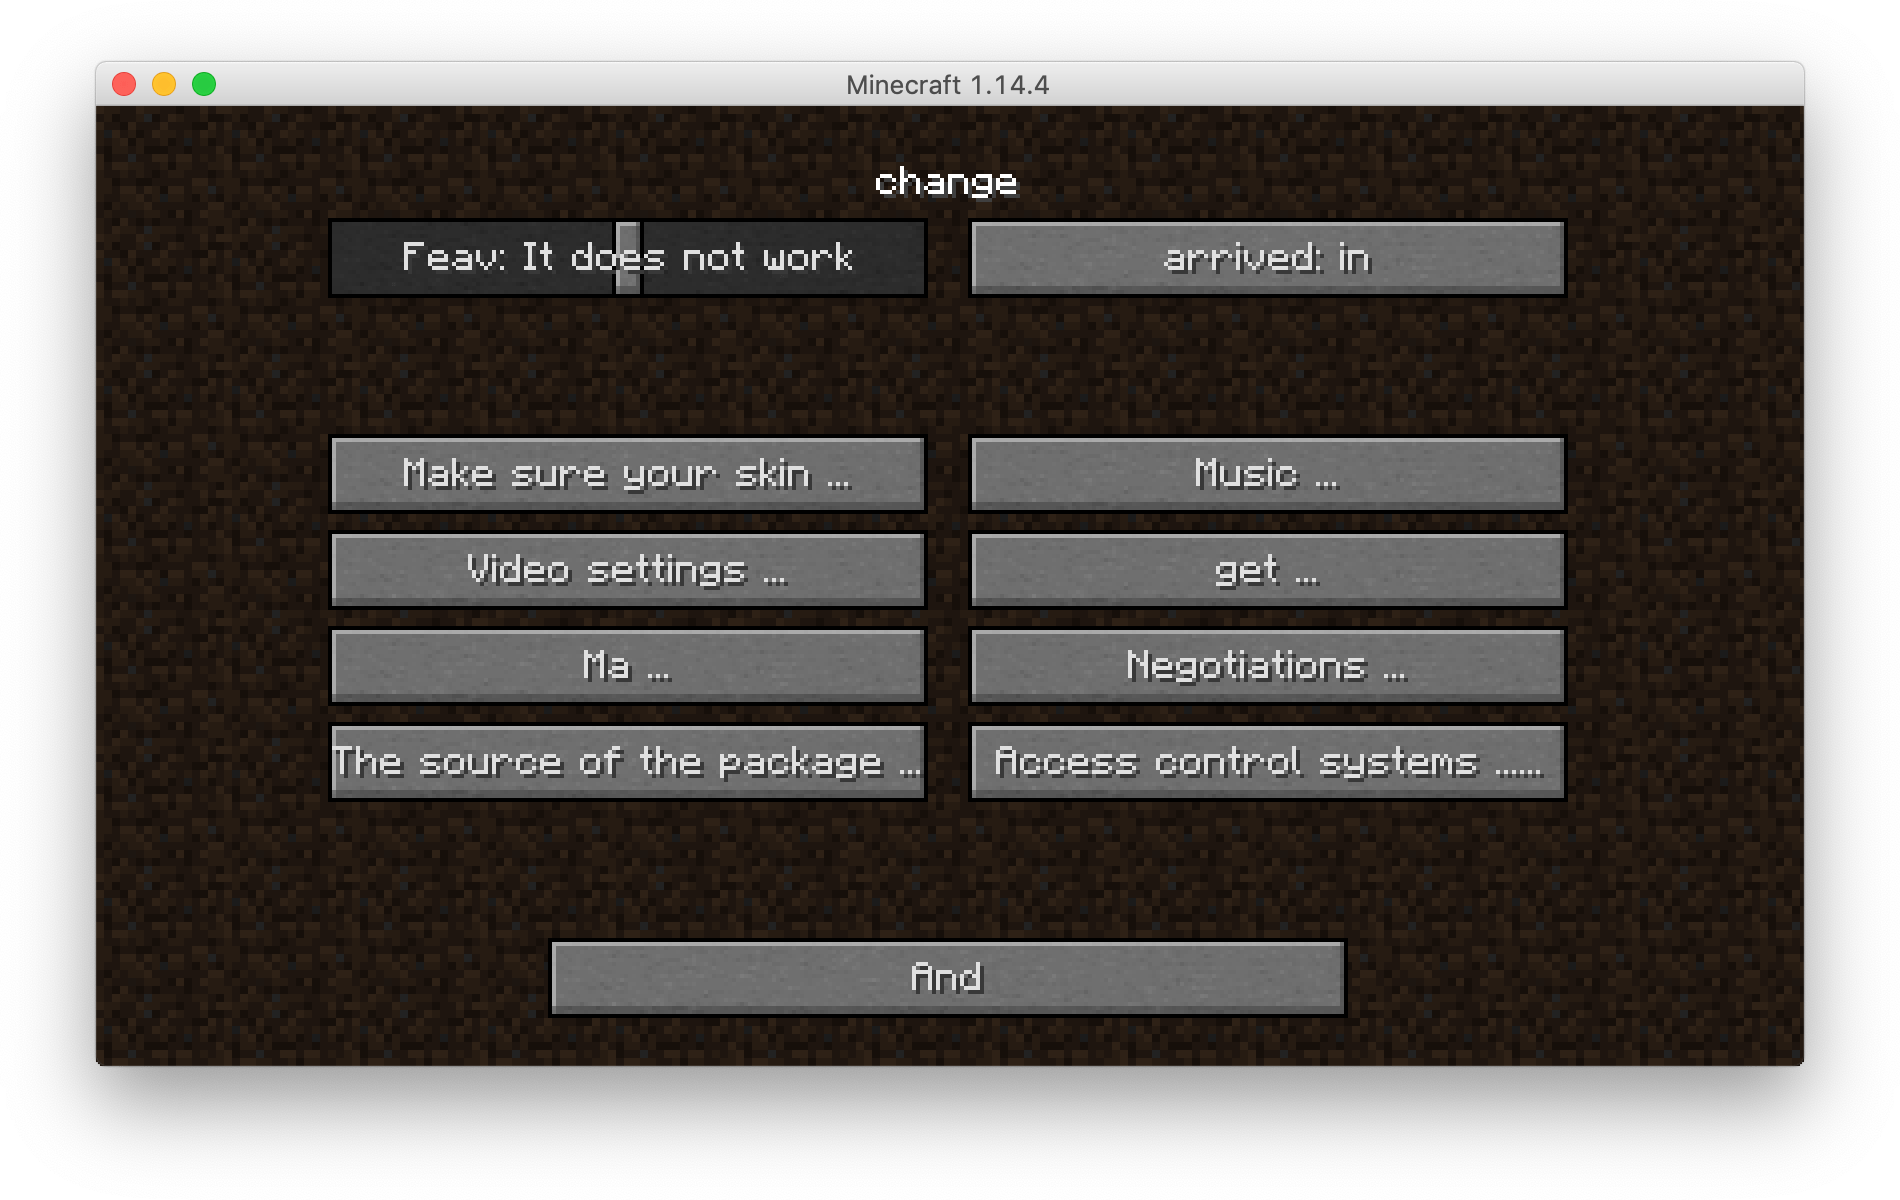 Minecraft 1.14.4
change
Feav: It does not work
arrived: in
Make sure your skin ...
Music ...
Video settings ...
get ...
Ma ...
Negotiations ...
The source of the package ...
Access control systems ......
And